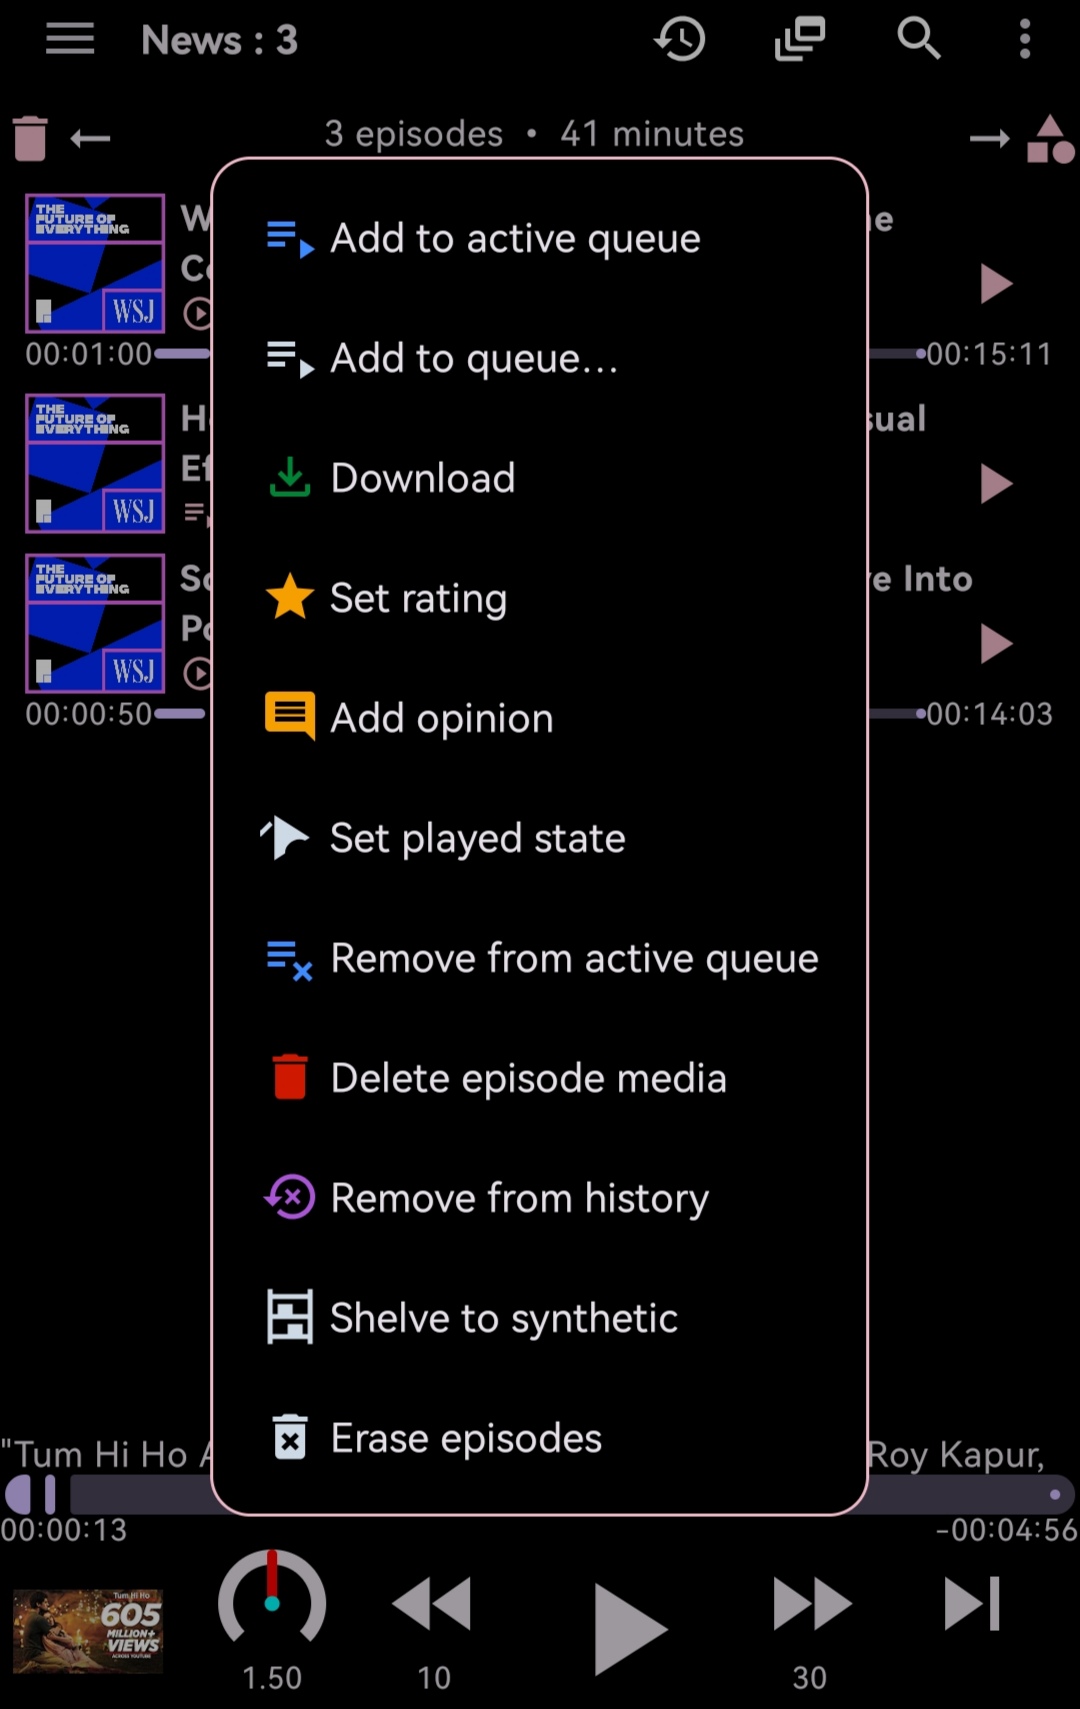 News : 3
3 episodes • 41 minutes
THE
FUTURE OF
EVERYTHING
WSJ
00:01:00
00:15:11
THE
FUTURE OF
EVERYTHING
WSJ
sual
THE
FUTURE OF
EVERYTHING
WSJ
Into
00:00:50
00:14:03
Add to active queue
Add to queue...
Download
Set rating
Add opinion
Set played state
Remove from active queue
Delete episode media
Remove from history
Shelve to synthetic
Erase episodes
"Tum Hi Ho A
Roy Kapur,
00:00:13
-00:04:56
Tum Hi Ho
605
MILLION+
VIEWS
ACROSS YOUTUBE
1.50
10
30